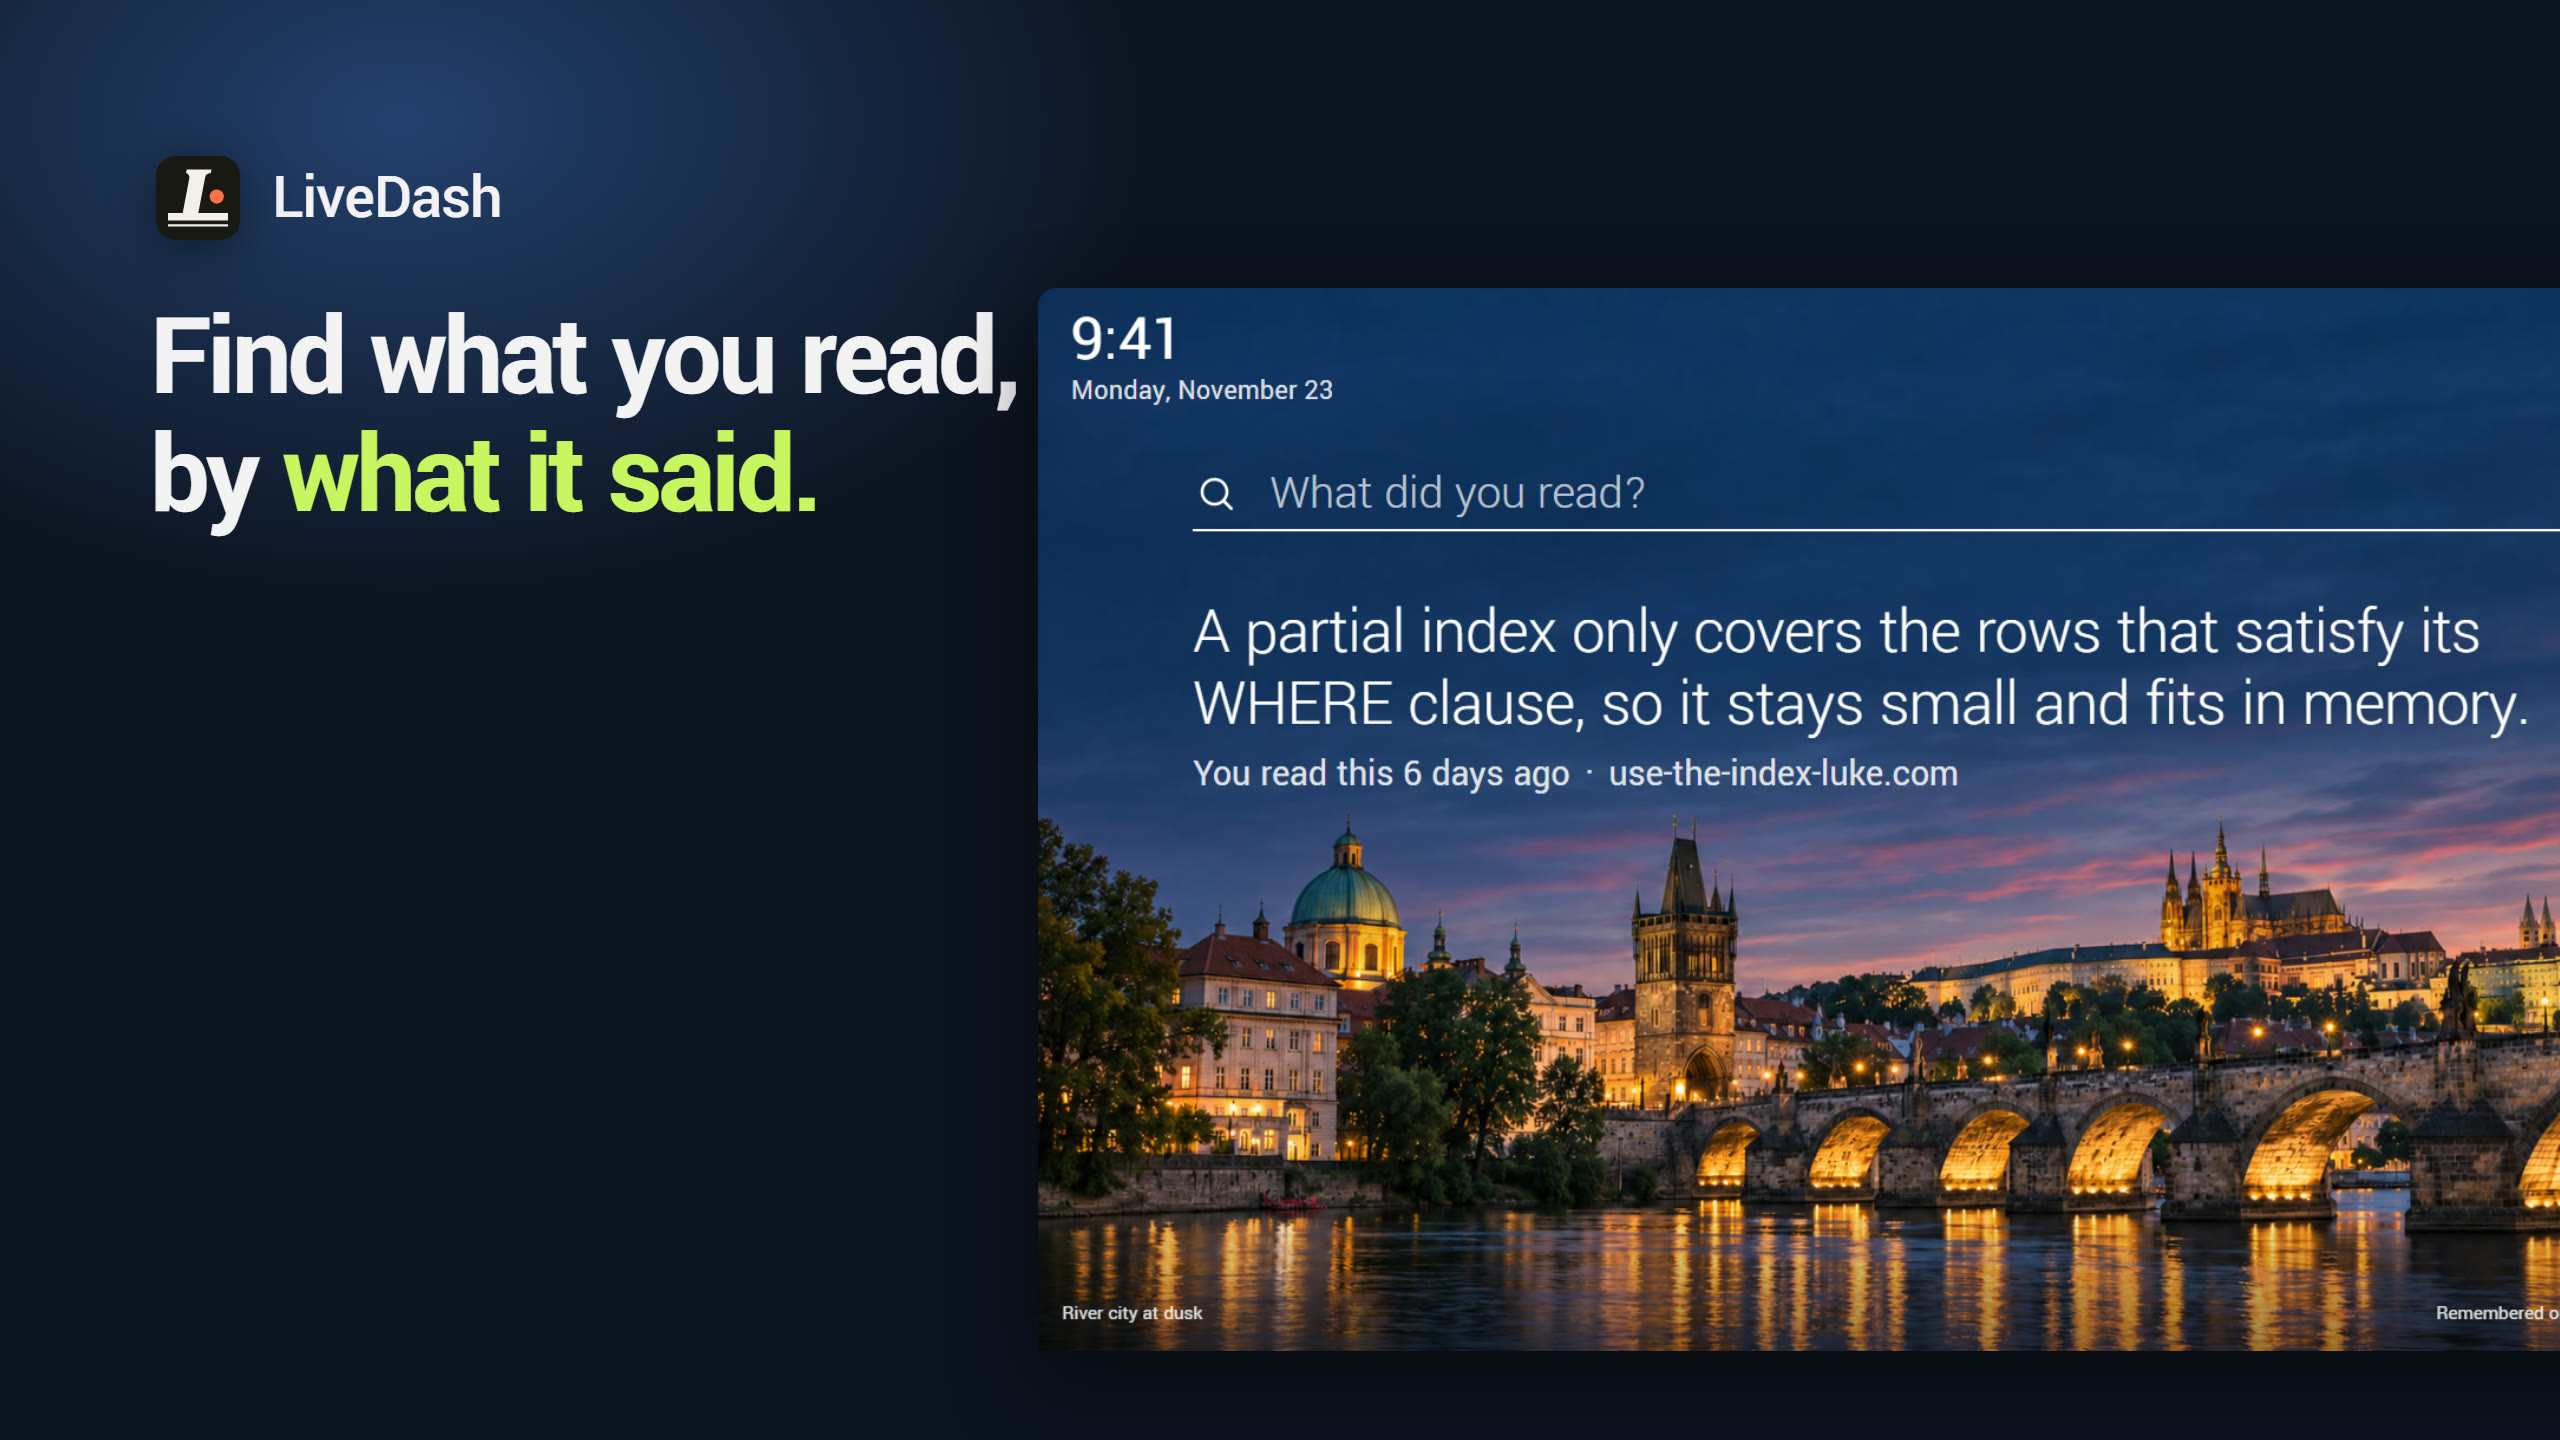 LiveDash
Find what you read,
by what it said.
9:41
Monday, November 23
What did you read?
A partial index only covers the rows that satisfy its
WHERE clause, so it stays small and fits in memory.
You read this 6 days ago · use-the-index-luke.com
River city at dusk
Remembered